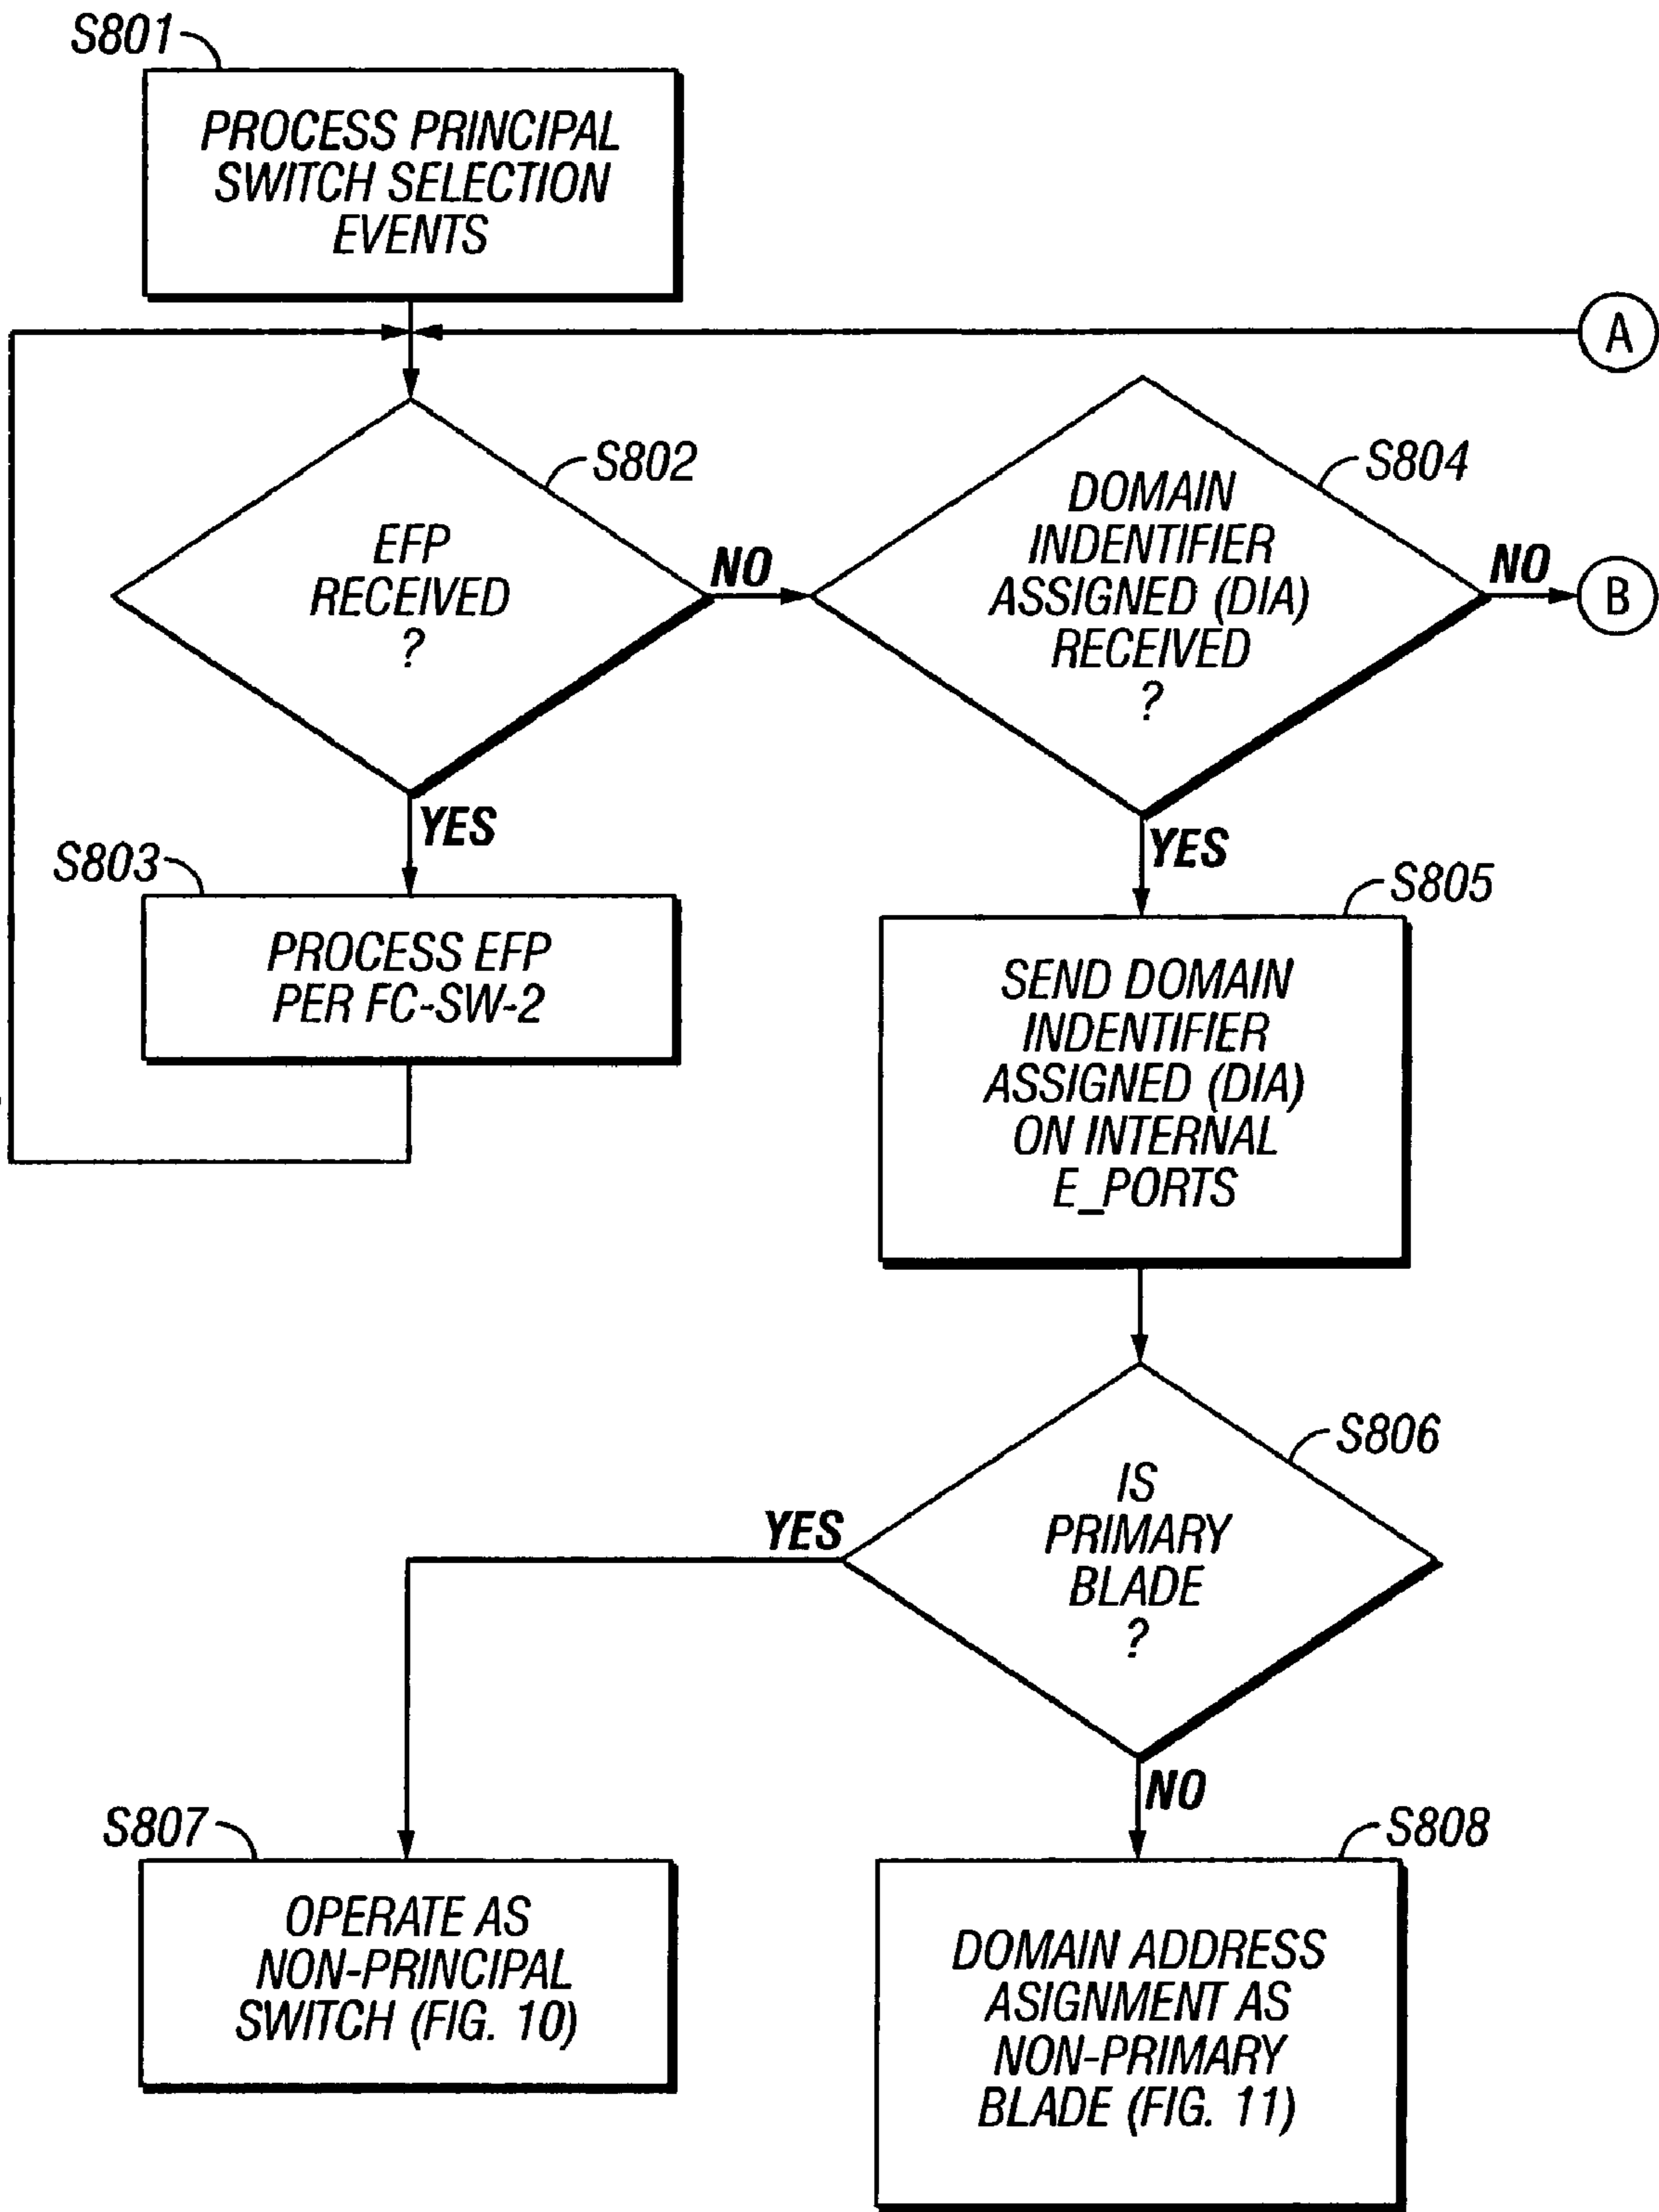 S801
PROCESS PRINCIPAL
SWITCH SELECTION
EVENTS
A
S802
EFP
RECEIVED
?
NO
S804
DOMAIN
INDENTIFIER
ASSIGNED (DIA)
RECEIVED
?
NO
B
YES
S803
PROCESS EFP
PER FC-SW-2
YES
S805
SEND DOMAIN
INDENTIFIER
ASSIGNED (DIA)
ON INTERNAL
E_PORTS
S806
IS
PRIMARY
BLADE
?
YES
NO
S807
OPERATE AS
NON-PRINCIPAL
SWITCH (FIG. 10)
S808
DOMAIN ADDRESS
ASIGNMENT AS
NON-PRIMARY
BLADE (FIG. 11)